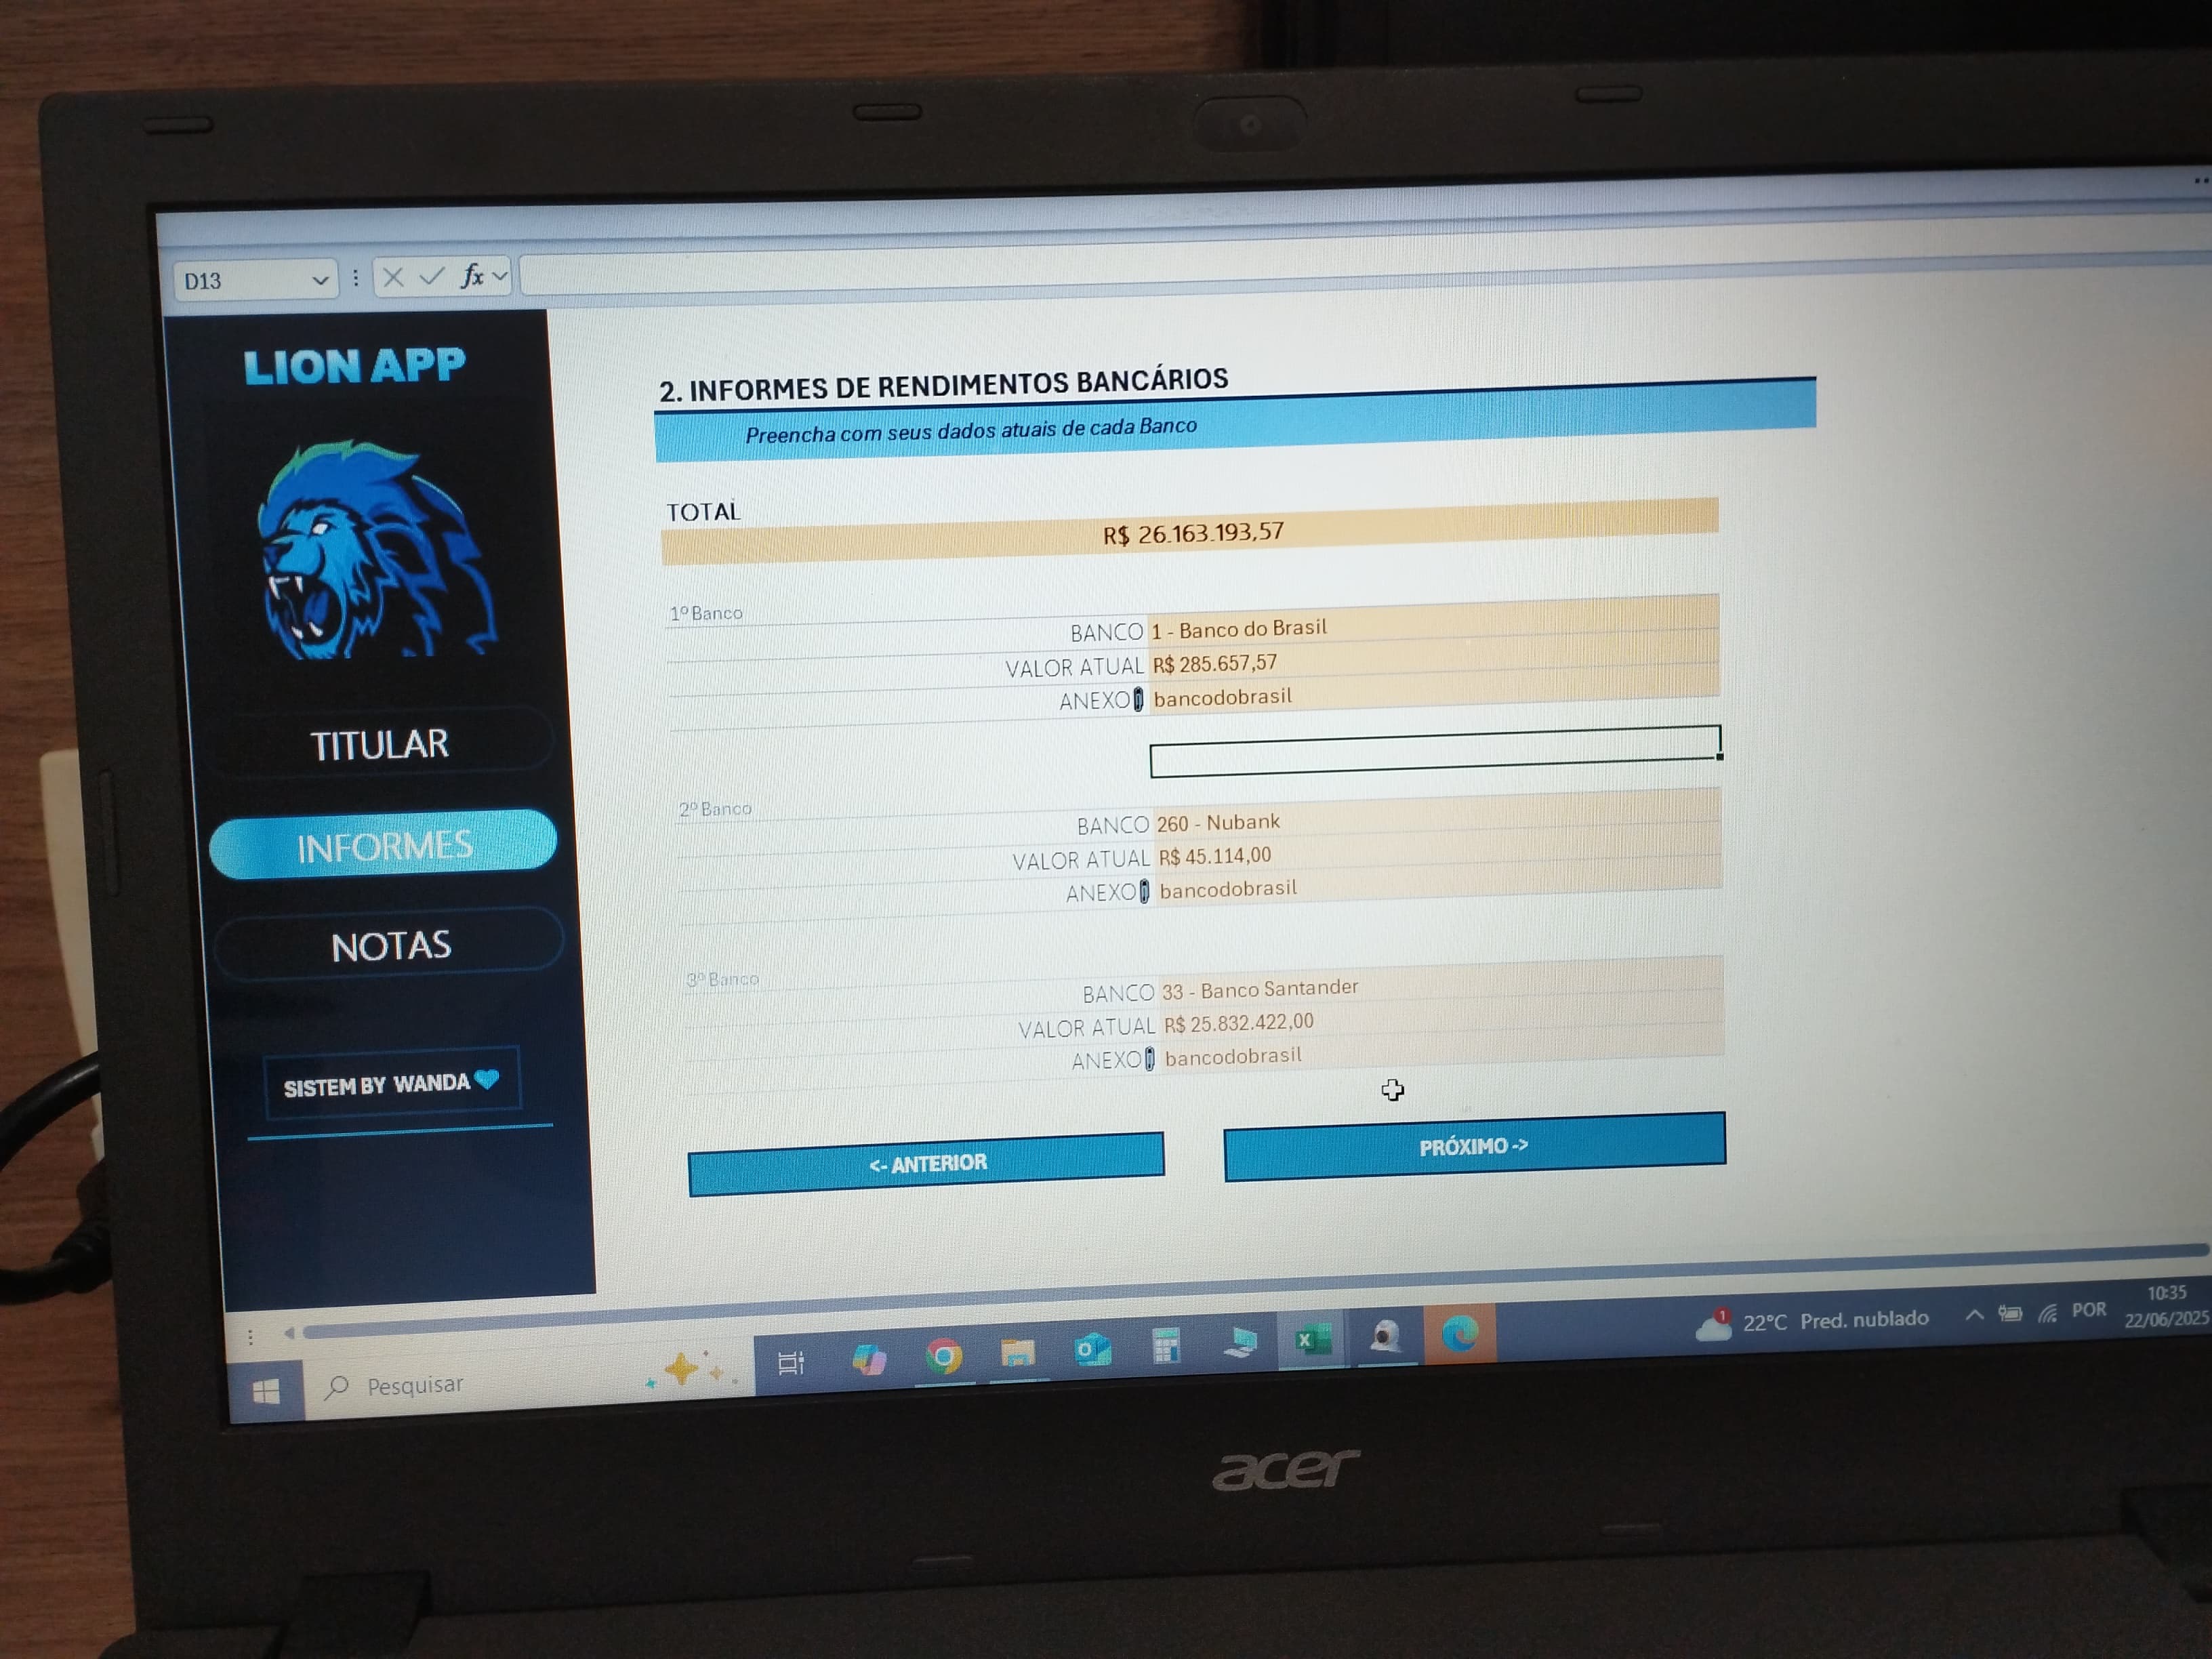 D13
fx
LION APP
2. INFORMES DE RENDIMENTOS BANCÁRIOS
Preencha com seus dados atuais de cada Banco
TOTAL
R$ 26.163.193,57
1º Banco
BANCO 1 - Banco do Brasil
VALOR ATUAL R$ 285.657,57
ANEXO bancodobrasil
TITULAR
2º Banco
BANCO 260 - Nubank
VALOR ATUAL R$ 45.114,00
ANEXO bancodobrasil
INFORMES
NOTAS
3º Banco
BANCO 33 - Banco Santander
VALOR ATUAL R$ 25.832.422,00
ANEXO bancodobrasil
SISTEM BY WANDA
<- ANTERIOR
PRÓXIMO ->
Pesquisar
1
22°C Pred. nublado
POR
10:35
22/06/2025
acer